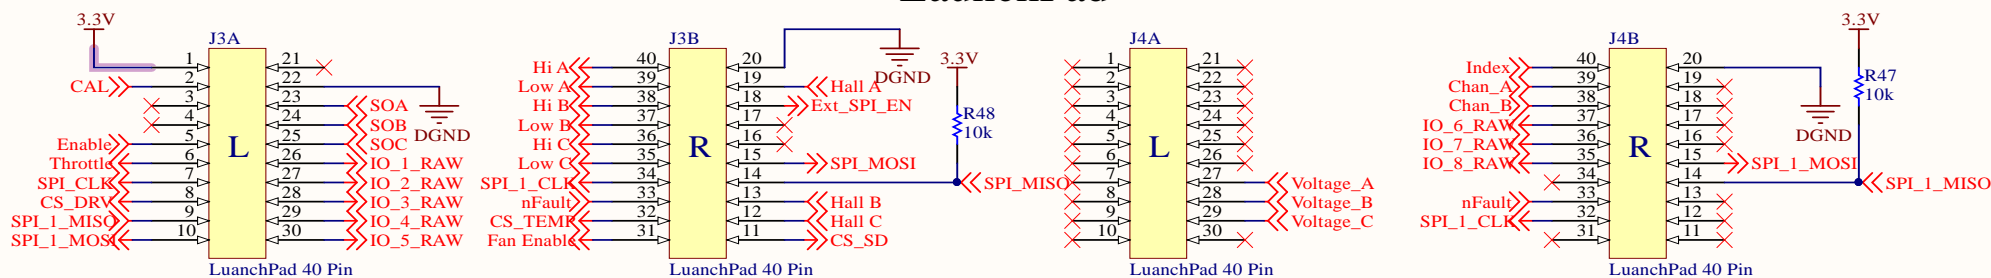 3.3V
J3A
1 21
CAL 2 22
3 23 SOA
4 24 SOB
DGND
Enable 5 25 SOC
Throttle 6 26 IO_1_RAW
SPI_CLK 7 27 IO_2_RAW
CS_DRV 8 28 IO_3_RAW
SPI_1_MISO 9 29 IO_4_RAW
SPI_1_MOSI 10 30 IO_5_RAW
L
LuanchPad 40 Pin
J3B
Hi A 40 20
DGND
Low A 39 19 Hall A
Hi B 38 18 Ext_SPI_EN
Low B 37 17
Hi C 36 16
Low C 35 15 SPI_MOSI
SPI_1_CLK 34 14 SPI_MISO
nFault 33 13 Hall B
CS_TEMP 32 12 Hall C
Fan Enable 31 11 CS_SD
R
LuanchPad 40 Pin
3.3V
R48
10k
J4A
1 21
2 22
3 23
4 24
5 25
6 26
7 27 Voltage_A
8 28 Voltage_B
9 29 Voltage_C
10 30
L
LuanchPad 40 Pin
J4B
Index 40 20
Chan_A 39 19
Chan_B 38 18
IO_6_RAW 37 17
IO_7_RAW 36 16
IO_8_RAW 35 15 SPI_1_MOSI
34 14 SPI_1_MISO
nFault 33 13
SPI_1_CLK 32 12
31 11
R
LuanchPad 40 Pin
DGND
3.3V
R47
10k